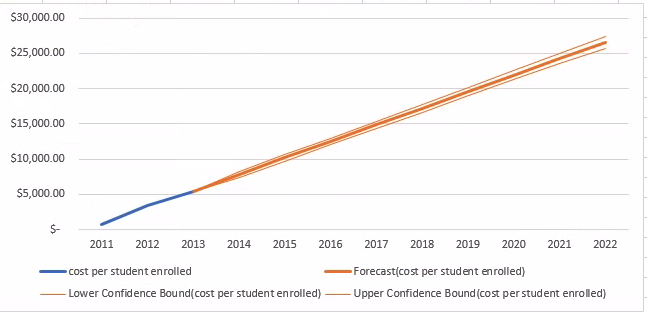 $30,000.00
$25,000.00
$20,000.00
$15,000.00
$10,000.00
$5,000.00
$-
2011 2012 2013 2014 2015 2016 2017 2018 2019 2020 2021 2022
cost per student enrolled Forecast(cost per student enrolled)
Lower Confidence Bound(cost per student enrolled) Upper Confidence Bound(cost per student enrolled)